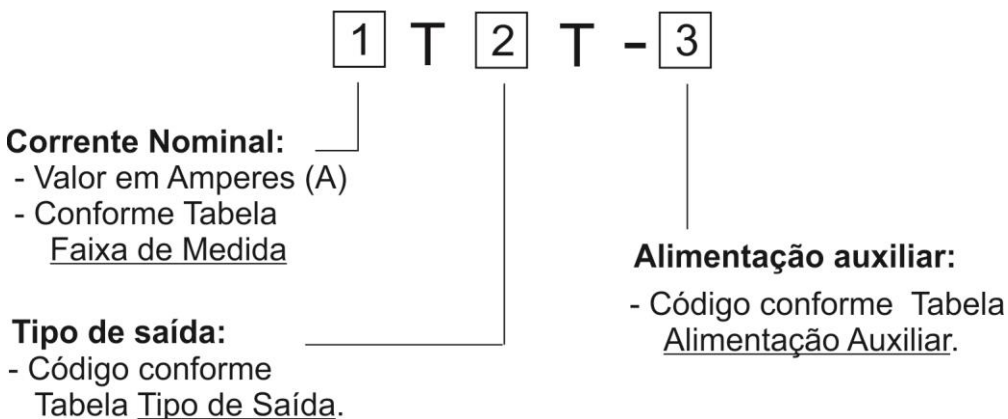 1 T 2 T - 3
Corrente Nominal:
- Valor em Amperes (A)
- Conforme Tabela
Faixa de Medida
Tipo de saída:
- Código conforme
Tabela Tipo de Saída.
Alimentação auxiliar:
- Código conforme Tabela
Alimentação Auxiliar.